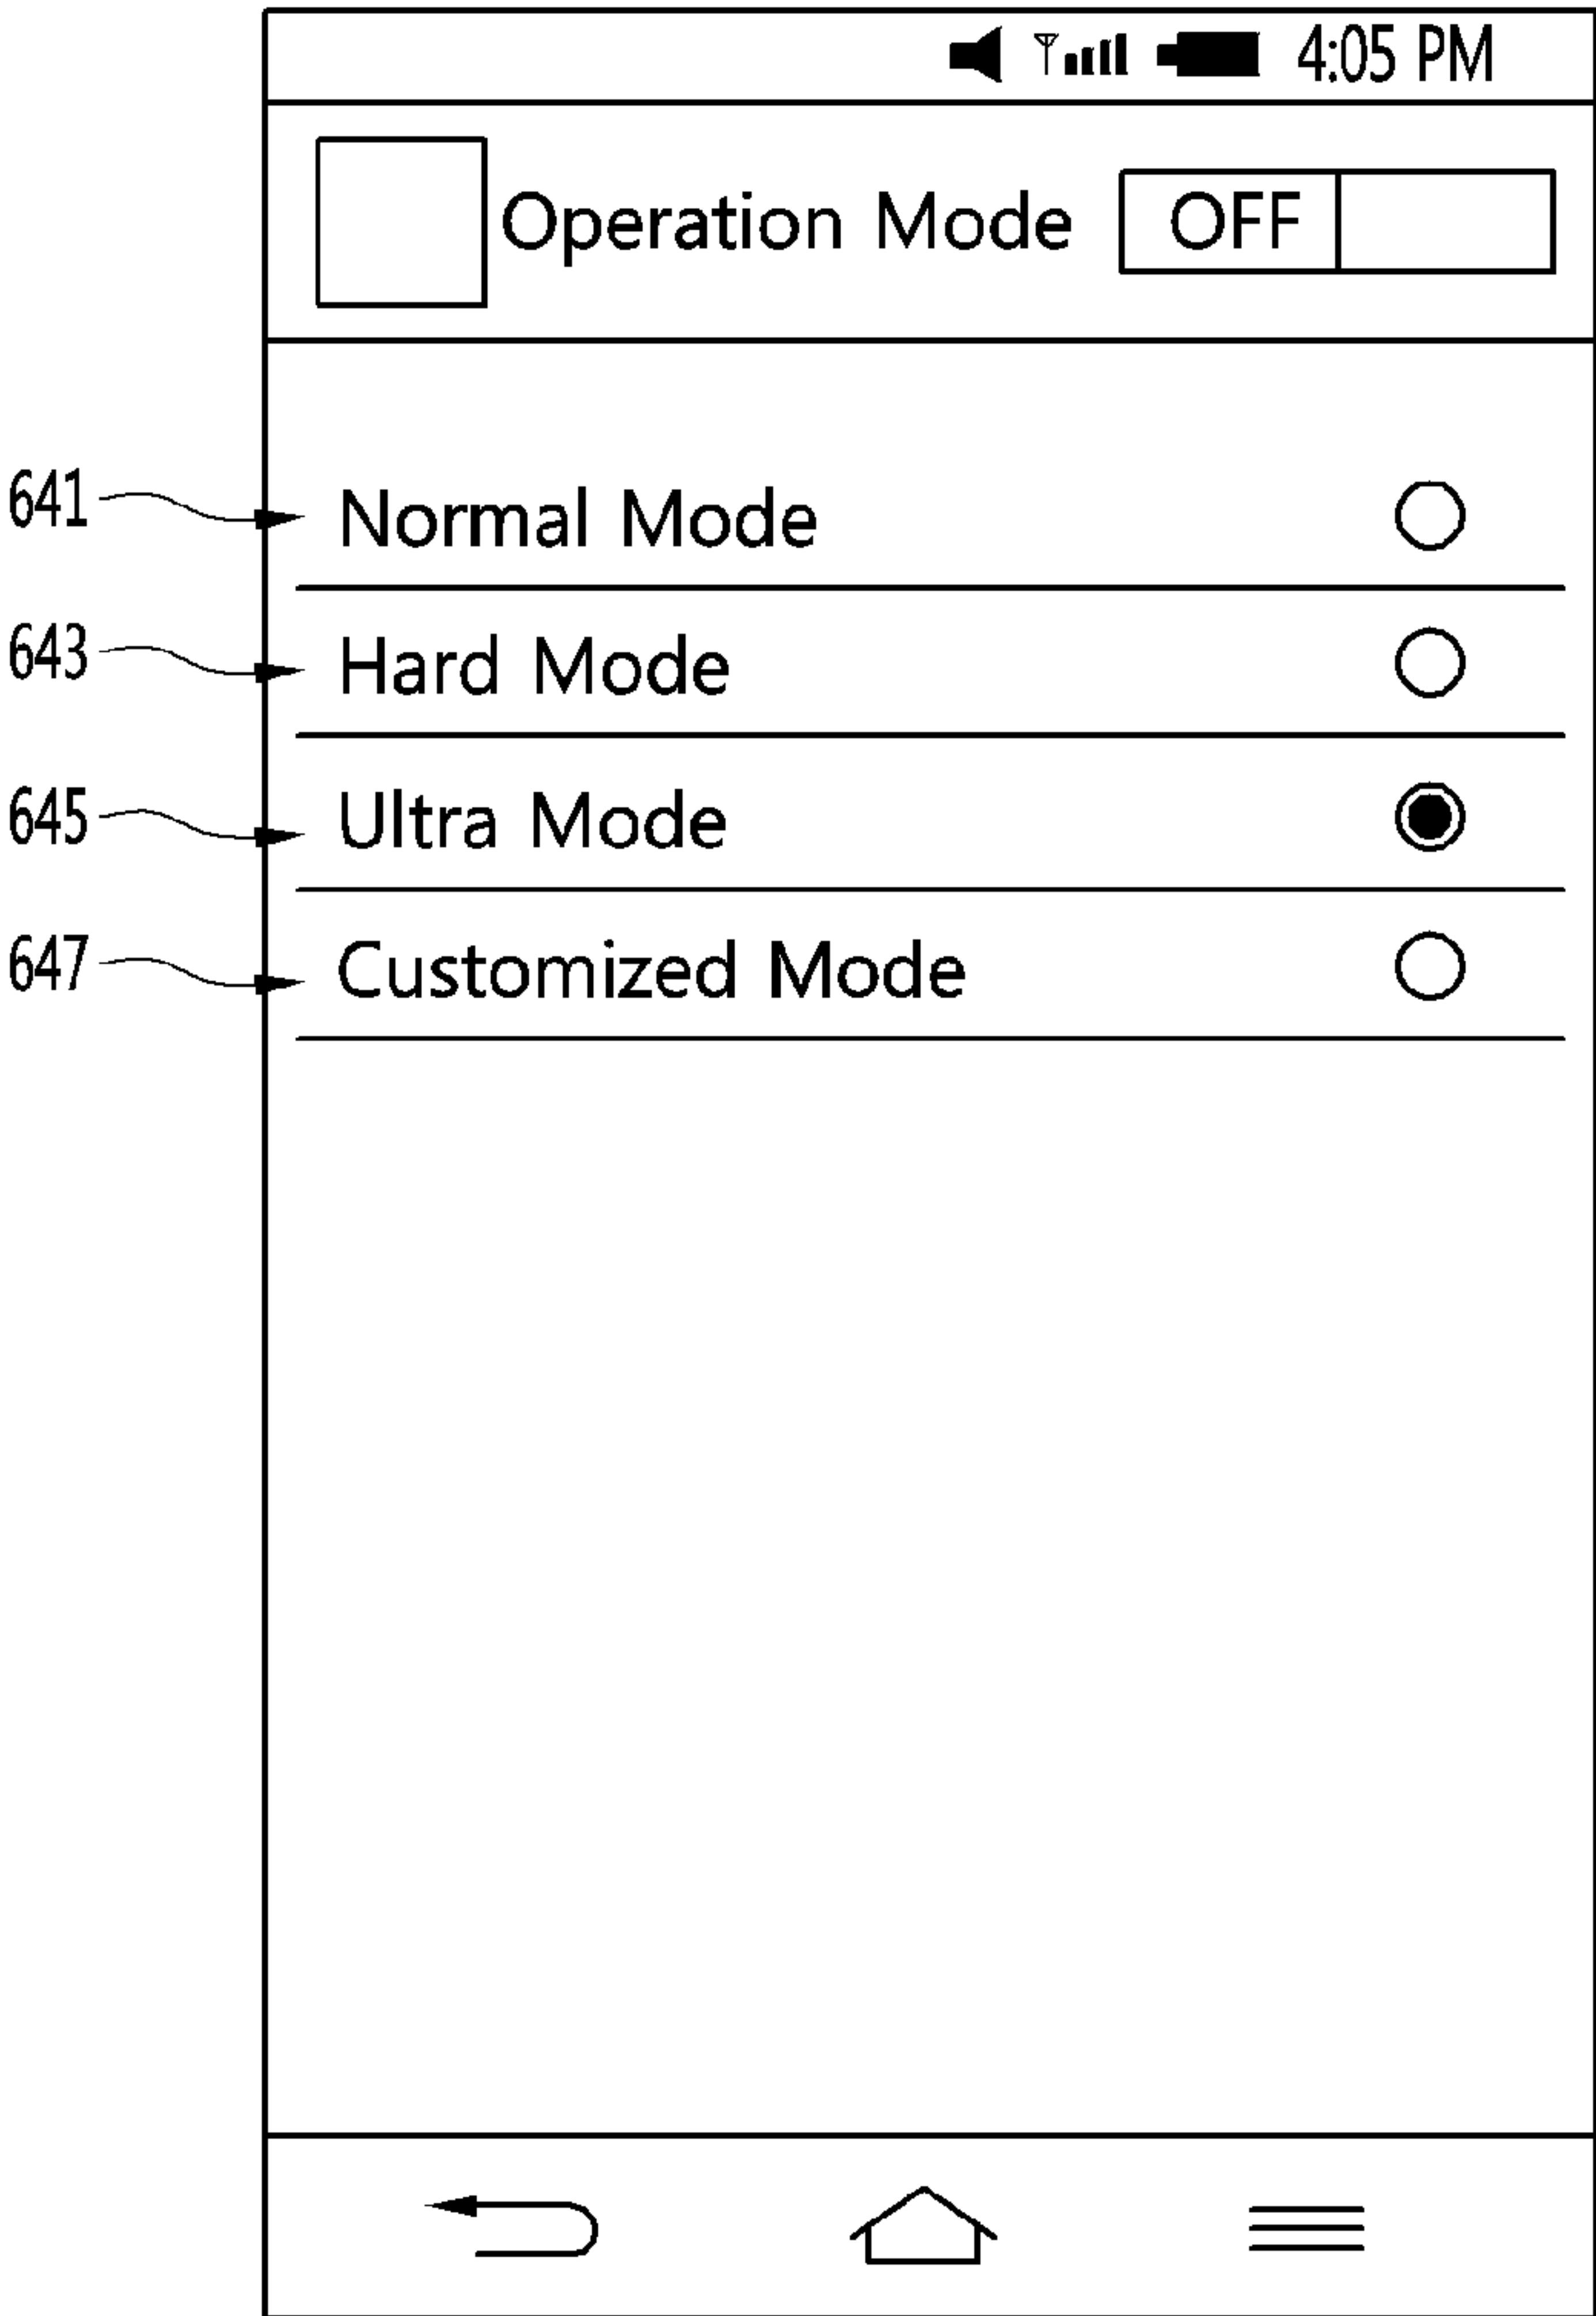 4:05 PM
Operation Mode OFF
641 Normal Mode
643 Hard Mode
645 Ultra Mode
647 Customized Mode